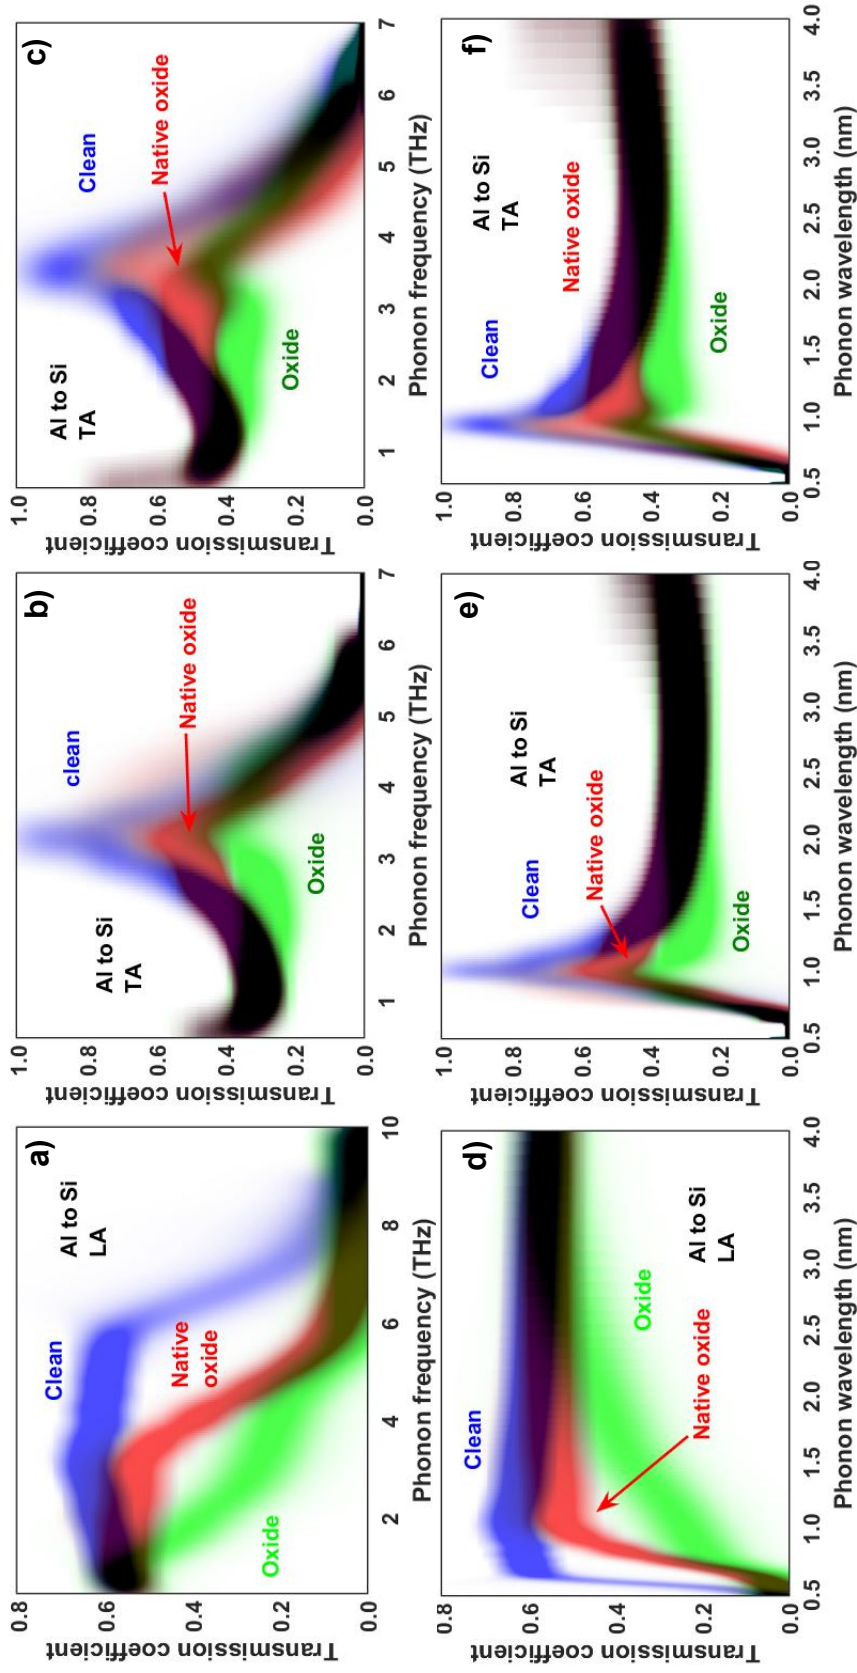 a)
Al to Si
LA
Clean
Native
oxide
Oxide
Transmission coefficient
0.8
0.6
0.4
0.2
0.0
2
4
6
8
10
Phonon frequency (THz)
b)
Al to Si
TA
clean
Native oxide
Oxide
Transmission coefficient
1.0
0.8
0.6
0.4
0.2
0.0
1
2
3
4
5
6
7
Phonon frequency (THz)
c)
Al to Si
TA
Clean
Native oxide
Oxide
Transmission coefficient
1.0
0.8
0.6
0.4
0.2
0.0
1
2
3
4
5
6
7
Phonon frequency (THz)
d)
Clean
Oxide
Al to Si
LA
Native oxide
Transmission coefficient
0.8
0.6
0.4
0.2
0.0
0.5
1.0
1.5
2.0
2.5
3.0
3.5
4.0
Phonon wavelength (nm)
e)
Al to Si
TA
Clean
Native oxide
Oxide
Transmission coefficient
1.0
0.8
0.6
0.4
0.2
0.0
0.5
1.0
1.5
2.0
2.5
3.0
3.5
4.0
Phonon wavelength (nm)
f)
Al to Si
TA
Clean
Native oxide
Oxide
Transmission coefficient
1.0
0.8
0.6
0.4
0.2
0.0
0.5
1.0
1.5
2.0
2.5
3.0
3.5
4.0
Phonon wavelength (nm)